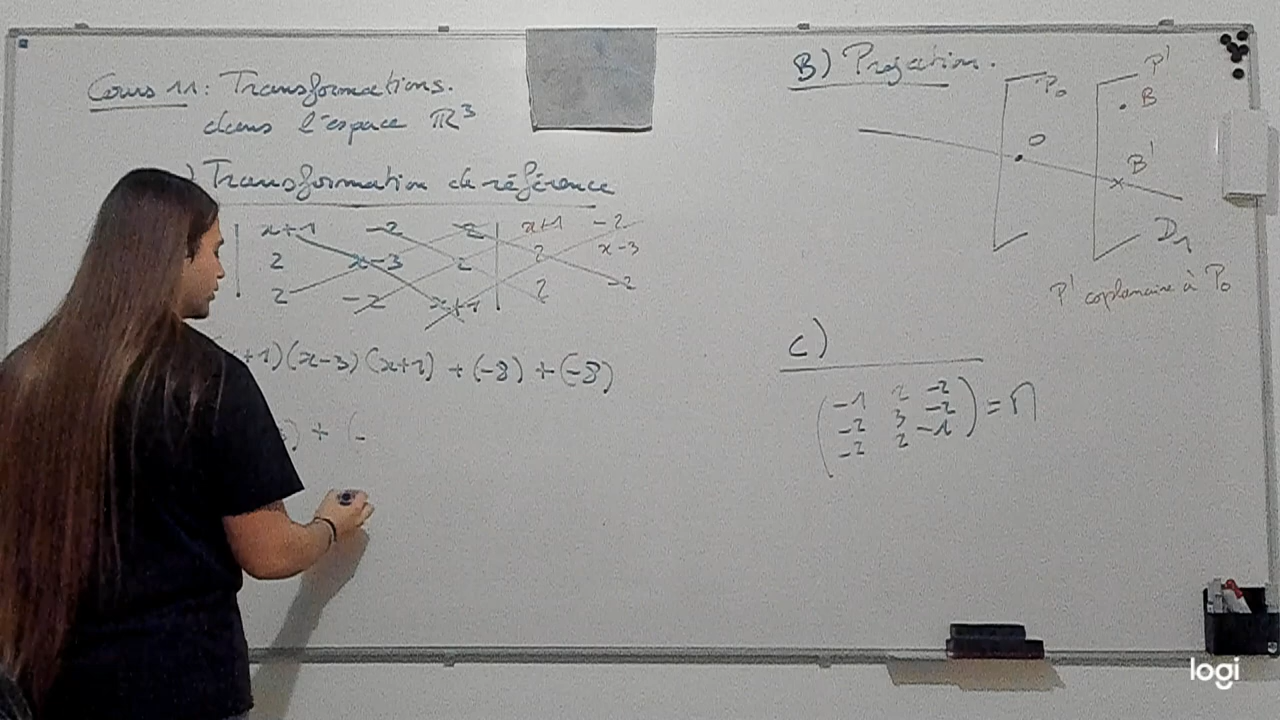 Cours 11: Transformations.
dans l'espace ℝ³
) Transformation de référence
x+1 -2 2 x+1 -2
2 x-3 2 2 x-3
2 -2 x+1 2 -2
+1)(x-3)(x+1) + (-8) + (-8)
) + (-
B) Projection.
P₀
P'
B
O
B'
D₁
P' coplanaire à P₀
C)
-1 2 -2
-2 3 -2
-2 2 -1
= M
logi